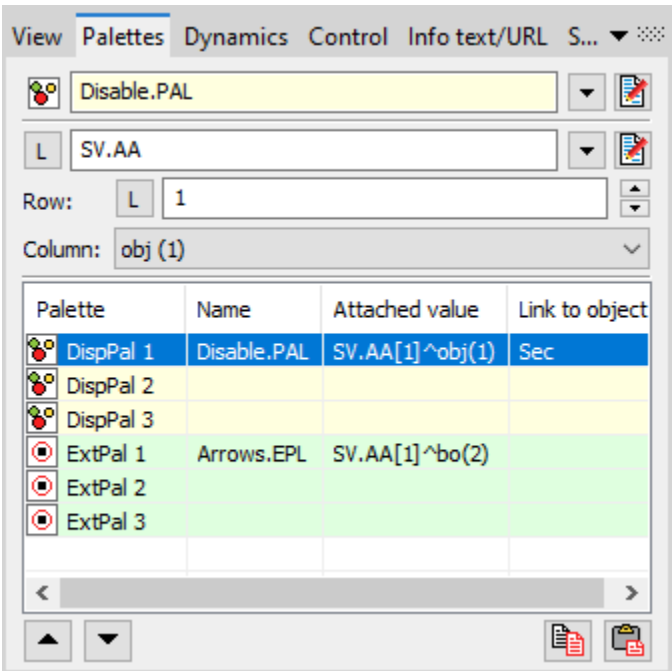 View Palettes Dynamics Control Info text/URL S...
Disable.PAL
L SV.AA
Row: L 1
Column: obj (1)
Palette Name Attached value Link to object
DispPal 1 Disable.PAL SV.AA[1]^obj(1) Sec
DispPal 2
DispPal 3
ExtPal 1 Arrows.EPL SV.AA[1]^bo(2)
ExtPal 2
ExtPal 3